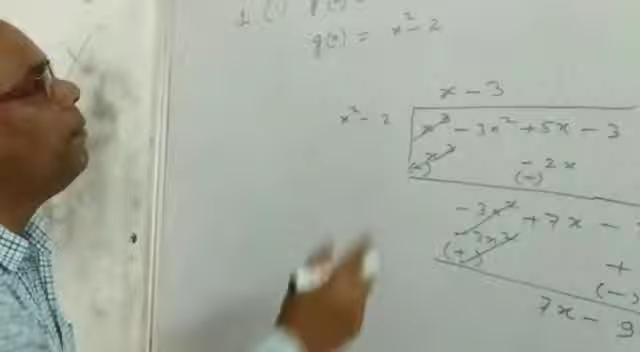 g(x) = x² - 2
x - 3
x² - 2 x³ - 3x² + 5x - 3
(-) x³ - 2x
(-)
- 3x² + 7x -
- 3x²
(+) +
(-)
7x - 9